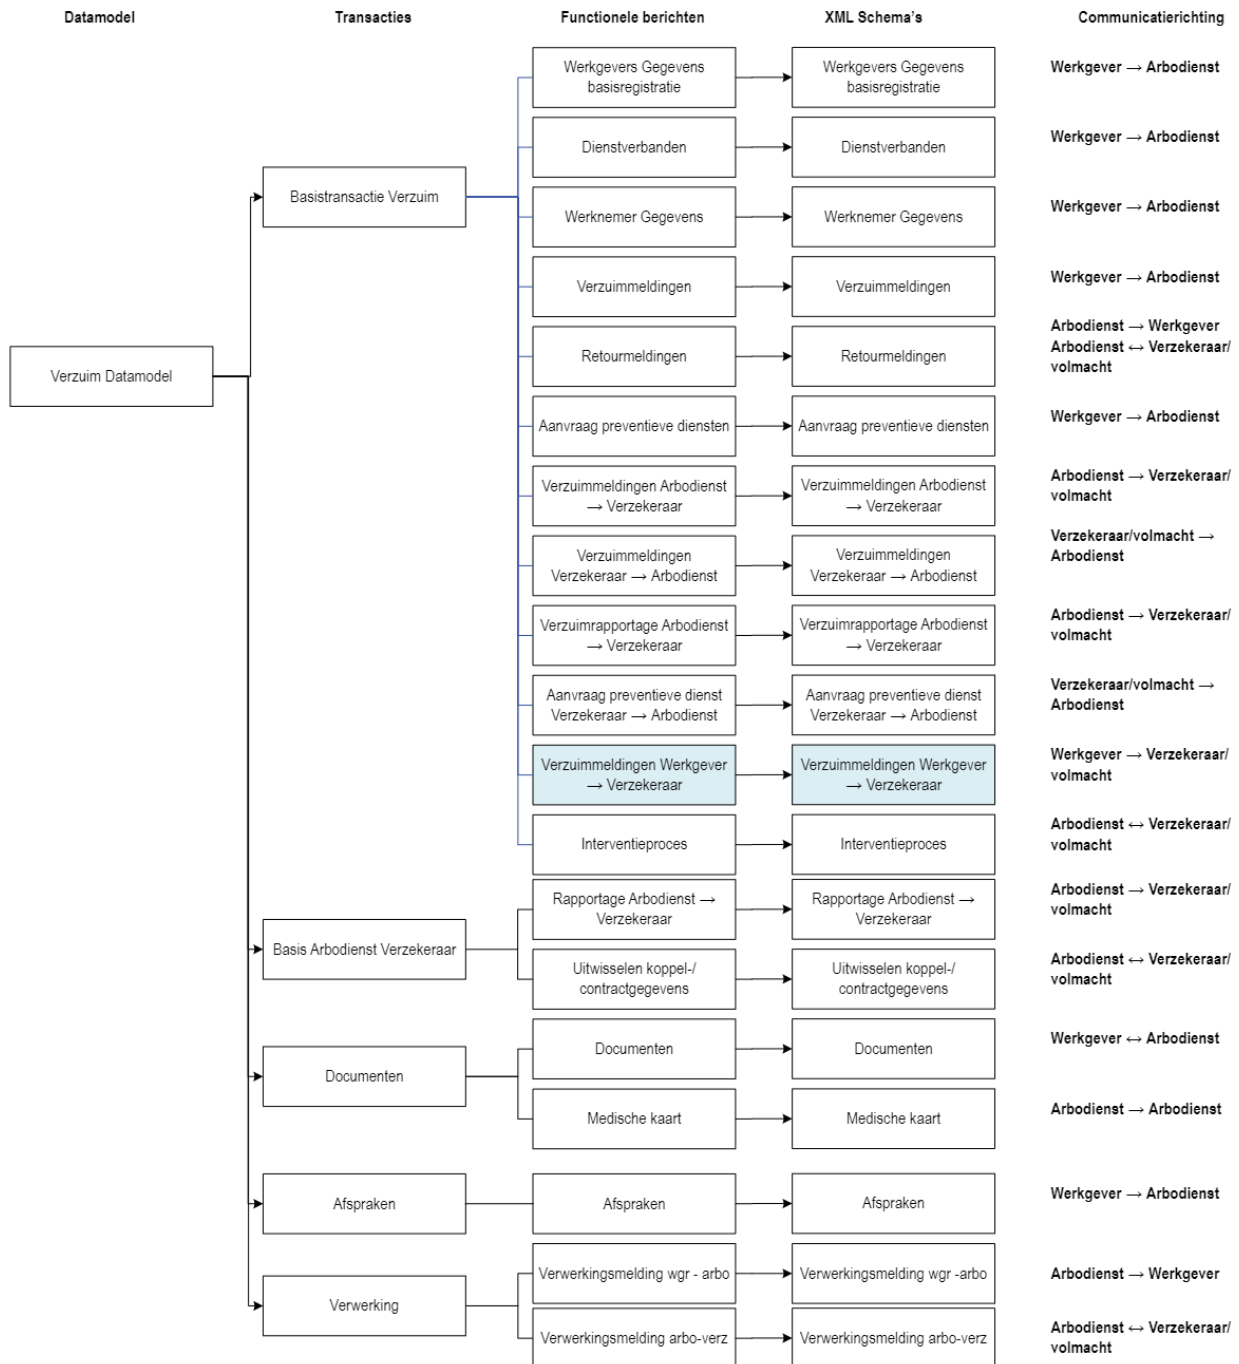 Datamodel
Transacties
Functionele berichten
XML Schema's
Communicatierichting
Werkgevers Gegevens
basisregistratie
Werkgevers Gegevens
basisregistratie
Werkgever → Arbodienst
Dienstverbanden
Dienstverbanden
Werkgever → Arbodienst
Basistransactie Verzuim
Werknemer Gegevens
Werknemer Gegevens
Werkgever → Arbodienst
Verzuimmeldingen
Verzuimmeldingen
Werkgever → Arbodienst
Verzuim Datamodel
Retourmeldingen
Retourmeldingen
Arbodienst → Werkgever
Arbodienst ↔ Verzekeraar/
volmacht
Aanvraag preventieve diensten
Aanvraag preventieve diensten
Werkgever → Arbodienst
Verzuimmeldingen Arbodienst
→ Verzekeraar
Verzuimmeldingen Arbodienst
→ Verzekeraar
Arbodienst → Verzekeraar/
volmacht
Verzuimmeldingen
Verzekeraar → Arbodienst
Verzuimmeldingen
Verzekeraar → Arbodienst
Verzekeraar/volmacht →
Arbodienst
Verzuimrapportage Arbodienst
→ Verzekeraar
Verzuimrapportage Arbodienst
→ Verzekeraar
Arbodienst → Verzekeraar/
volmacht
Aanvraag preventieve dienst
Verzekeraar → Arbodienst
Aanvraag preventieve dienst
Verzekeraar → Arbodienst
Verzekeraar/volmacht →
Arbodienst
Verzuimmeldingen Werkgever
→ Verzekeraar
Verzuimmeldingen Werkgever
→ Verzekeraar
Werkgever → Verzekeraar/
volmacht
Interventieproces
Interventieproces
Arbodienst ↔ Verzekeraar/
volmacht
Basis Arbodienst Verzekeraar
Rapportage Arbodienst →
Verzekeraar
Rapportage Arbodienst →
Verzekeraar
Arbodienst → Verzekeraar/
volmacht
Uitwisselen koppel-/
contractgegevens
Uitwisselen koppel-/
contractgegevens
Arbodienst ↔ Verzekeraar/
volmacht
Documenten
Documenten
Documenten
Werkgever ↔ Arbodienst
Medische kaart
Medische kaart
Arbodienst → Arbodienst
Afspraken
Afspraken
Afspraken
Werkgever → Arbodienst
Verwerking
Verwerkingsmelding wgr - arbo
Verwerkingsmelding wgr -arbo
Arbodienst → Werkgever
Verwerkingsmelding arbo-verz
Verwerkingsmelding arbo-verz
Arbodienst ↔ Verzekeraar/
volmacht